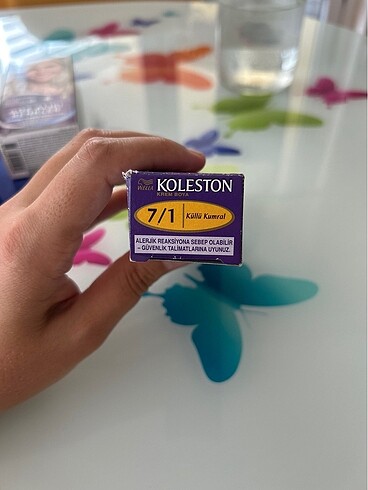 WELLA
KOLESTON
KREM BOYA
7/1 Küllü Kumral
ALERJİK REAKSİYONA SEBEP OLABİLİR
- GÜVENLİK TALİMATLARINA UYUNUZ.